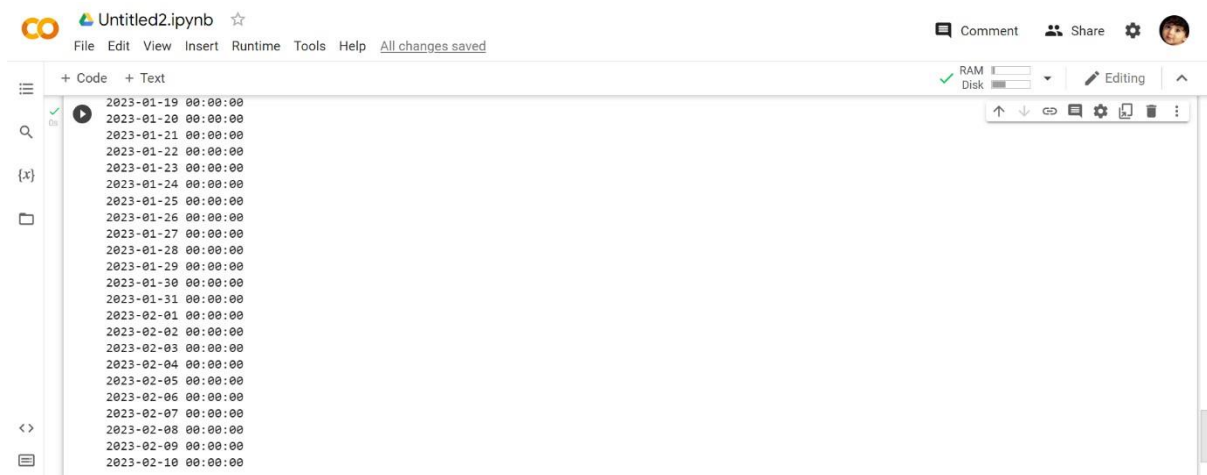 Untitled2.ipynb
Comment
Share
File Edit View Insert Runtime Tools Help All changes saved
+ Code + Text
RAM
Disk
Editing
0s
{x}
2023-01-19 00:00:00
2023-01-20 00:00:00
2023-01-21 00:00:00
2023-01-22 00:00:00
2023-01-23 00:00:00
2023-01-24 00:00:00
2023-01-25 00:00:00
2023-01-26 00:00:00
2023-01-27 00:00:00
2023-01-28 00:00:00
2023-01-29 00:00:00
2023-01-30 00:00:00
2023-01-31 00:00:00
2023-02-01 00:00:00
2023-02-02 00:00:00
2023-02-03 00:00:00
2023-02-04 00:00:00
2023-02-05 00:00:00
2023-02-06 00:00:00
2023-02-07 00:00:00
2023-02-08 00:00:00
2023-02-09 00:00:00
2023-02-10 00:00:00